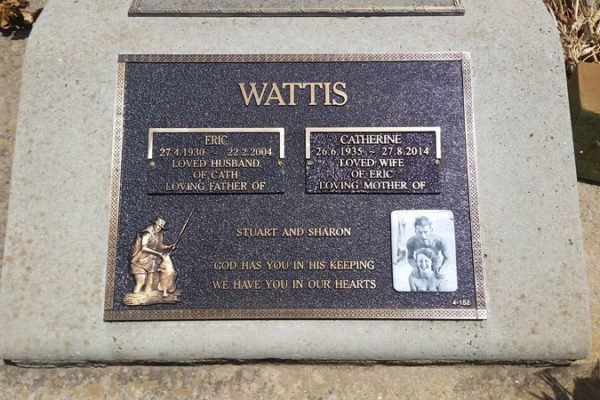 WATTIS
ERIC
27.4.1930 ~ 22.2.2004
LOVED HUSBAND
OF CATH
LOVING FATHER OF
CATHERINE
26.6.1935 ~ 27.8.2014
LOVED WIFE
OF ERIC
LOVING MOTHER OF
STUART AND SHARON
GOD HAS YOU IN HIS KEEPING
WE HAVE YOU IN OUR HEARTS
4-152